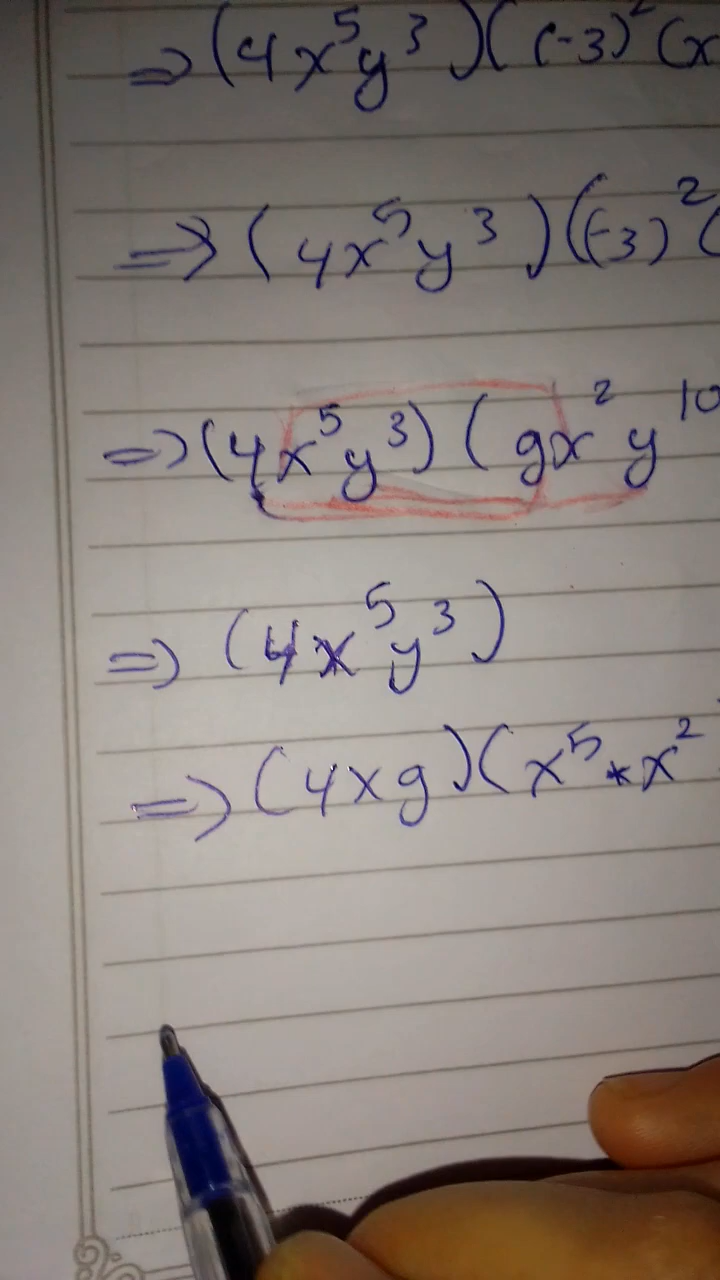 ⇒ (4x⁵y³)((-3)²(x
⇒ (4x⁵y³)((-3)²(
⇒ (4x⁵y³)(9x²y¹⁰
⇒ (4x⁵y³)
⇒ (4×9)(x⁵*x²